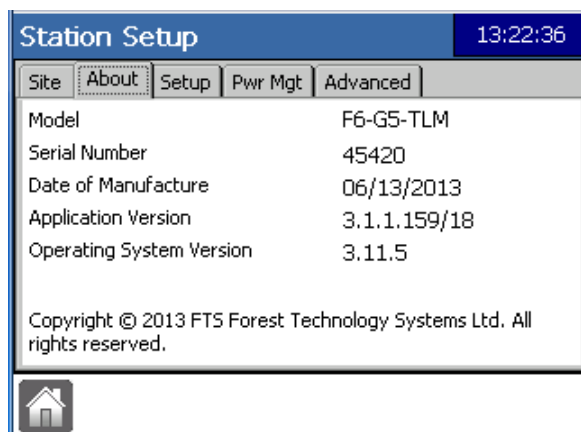 Station Setup 13:22:36
Site About Setup Pwr Mgt Advanced
Model F6-G5-TLM
Serial Number 45420
Date of Manufacture 06/13/2013
Application Version 3.1.1.159/18
Operating System Version 3.11.5
Copyright © 2013 FTS Forest Technology Systems Ltd. All
rights reserved.